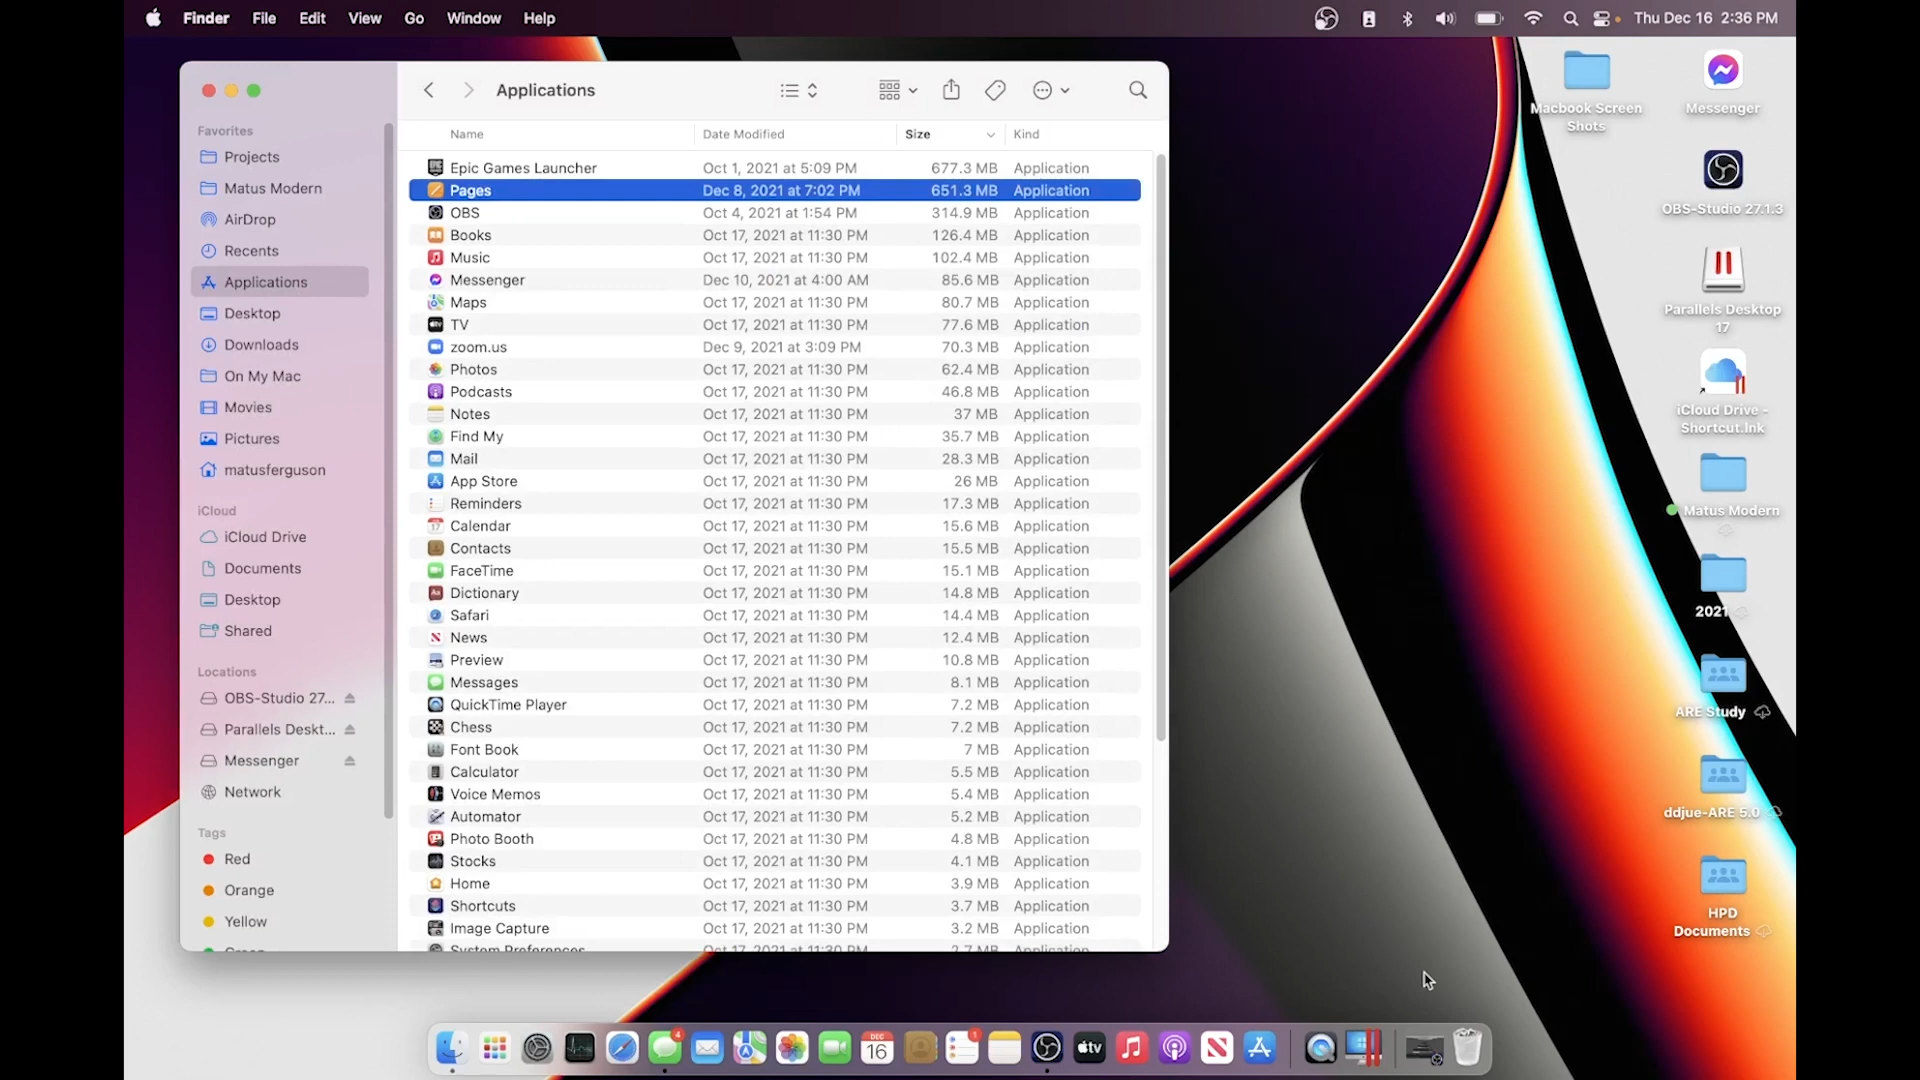 Finder File Edit View Go Window Help Thu Dec 16 2:36 PM
Applications
Favorites
Projects
Matus Modern
AirDrop
Recents
Applications
Desktop
Downloads
On My Mac
Movies
Pictures
matusferguson
iCloud
iCloud Drive
Documents
Desktop
Shared
Locations
OBS-Studio 27...
Parallels Deskt...
Messenger
Network
Tags
Red
Orange
Yellow
Name Date Modified Size Kind
Epic Games Launcher Oct 1, 2021 at 5:09 PM 677.3 MB Application
Pages Dec 8, 2021 at 7:02 PM 651.3 MB Application
OBS Oct 4, 2021 at 1:54 PM 314.9 MB Application
Books Oct 17, 2021 at 11:30 PM 126.4 MB Application
Music Oct 17, 2021 at 11:30 PM 102.4 MB Application
Messenger Dec 10, 2021 at 4:00 AM 85.6 MB Application
Maps Oct 17, 2021 at 11:30 PM 80.7 MB Application
TV Oct 17, 2021 at 11:30 PM 77.6 MB Application
zoom.us Dec 9, 2021 at 3:09 PM 70.3 MB Application
Photos Oct 17, 2021 at 11:30 PM 62.4 MB Application
Podcasts Oct 17, 2021 at 11:30 PM 46.8 MB Application
Notes Oct 17, 2021 at 11:30 PM 37 MB Application
Find My Oct 17, 2021 at 11:30 PM 35.7 MB Application
Mail Oct 17, 2021 at 11:30 PM 28.3 MB Application
App Store Oct 17, 2021 at 11:30 PM 26 MB Application
Reminders Oct 17, 2021 at 11:30 PM 17.3 MB Application
Calendar Oct 17, 2021 at 11:30 PM 15.6 MB Application
Contacts Oct 17, 2021 at 11:30 PM 15.5 MB Application
FaceTime Oct 17, 2021 at 11:30 PM 15.1 MB Application
Dictionary Oct 17, 2021 at 11:30 PM 14.8 MB Application
Safari Oct 17, 2021 at 11:30 PM 14.4 MB Application
News Oct 17, 2021 at 11:30 PM 12.4 MB Application
Preview Oct 17, 2021 at 11:30 PM 10.8 MB Application
Messages Oct 17, 2021 at 11:30 PM 8.1 MB Application
QuickTime Player Oct 17, 2021 at 11:30 PM 7.2 MB Application
Chess Oct 17, 2021 at 11:30 PM 7.2 MB Application
Font Book Oct 17, 2021 at 11:30 PM 7 MB Application
Calculator Oct 17, 2021 at 11:30 PM 5.5 MB Application
Voice Memos Oct 17, 2021 at 11:30 PM 5.4 MB Application
Automator Oct 17, 2021 at 11:30 PM 5.2 MB Application
Photo Booth Oct 17, 2021 at 11:30 PM 4.8 MB Application
Stocks Oct 17, 2021 at 11:30 PM 4.1 MB Application
Home Oct 17, 2021 at 11:30 PM 3.9 MB Application
Shortcuts Oct 17, 2021 at 11:30 PM 3.7 MB Application
Image Capture Oct 17, 2021 at 11:30 PM 3.2 MB Application
System Preferences Oct 17, 2021 at 11:30 PM 2.7 MB Application
Macbook Screen
Shots
Messenger
OBS-Studio 27.1.3
Parallels Desktop
17
iCloud Drive -
Shortcut.lnk
Matus Modern
2021
ARE Study
ddjue-ARE 5.0
HPD
Documents
4
DEC
16
1
tv